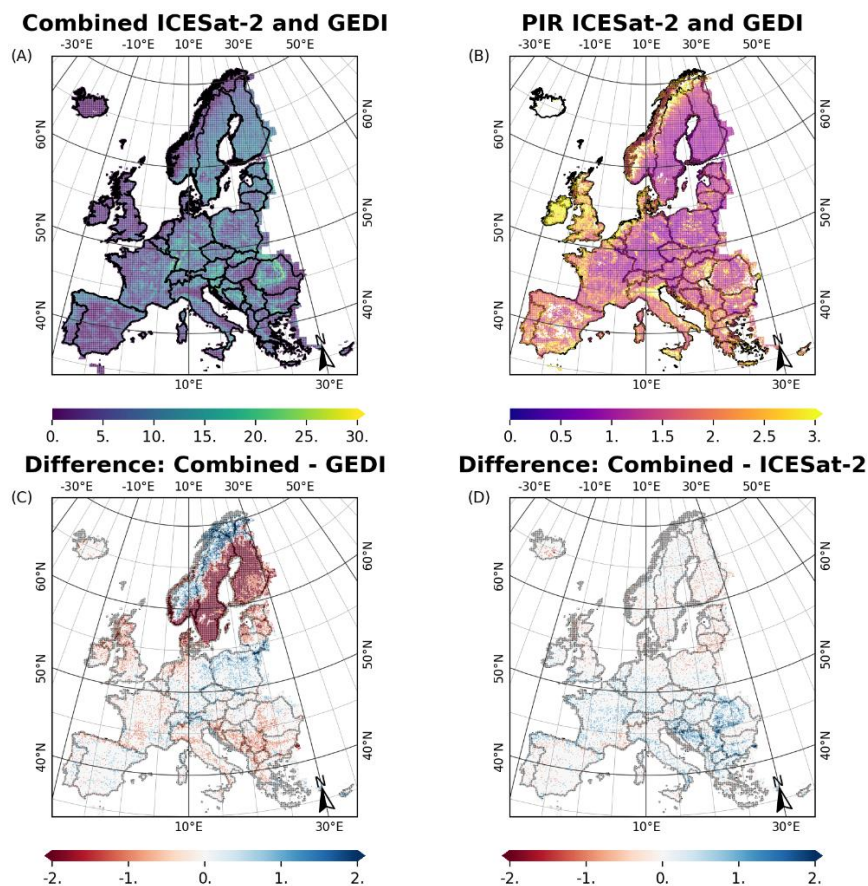 Combined ICESat-2 and GEDI
PIR ICESat-2 and GEDI
(A)
-30°E -10°E 10°E 30°E 50°E
(B)
-30°E -10°E 10°E 30°E 50°E
60°N
60°N
60°N
60°N
50°N
50°N
50°N
50°N
40°N
40°N
40°N
40°N
N
N
10°E
30°E
10°E
30°E
0. 5. 10. 15. 20. 25. 30.
0.0 0.5 1. 1.5 2. 2.5 3.
Difference: Combined - GEDI
Difference: Combined - ICESat-2
(C)
-30°E -10°E 10°E 30°E 50°E
(D)
-30°E -10°E 10°E 30°E 50°E
60°N
60°N
60°N
60°N
50°N
50°N
50°N
50°N
40°N
40°N
40°N
40°N
N
N
10°E
30°E
10°E
30°E
-2. -1. 0. 1. 2.
-2. -1. 0. 1. 2.